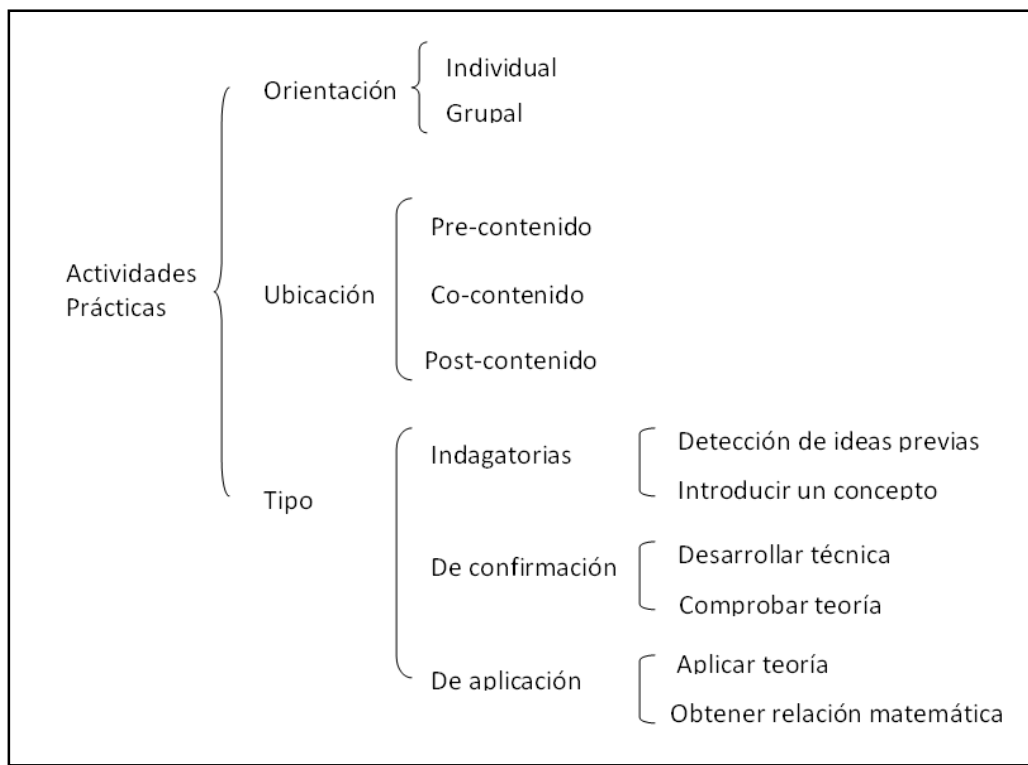 Actividades
Prácticas
Orientación
Individual
Grupal
Ubicación
Pre-contenido
Co-contenido
Post-contenido
Tipo
Indagatorias
Detección de ideas previas
Introducir un concepto
De confirmación
Desarrollar técnica
Comprobar teoría
De aplicación
Aplicar teoría
Obtener relación matemática